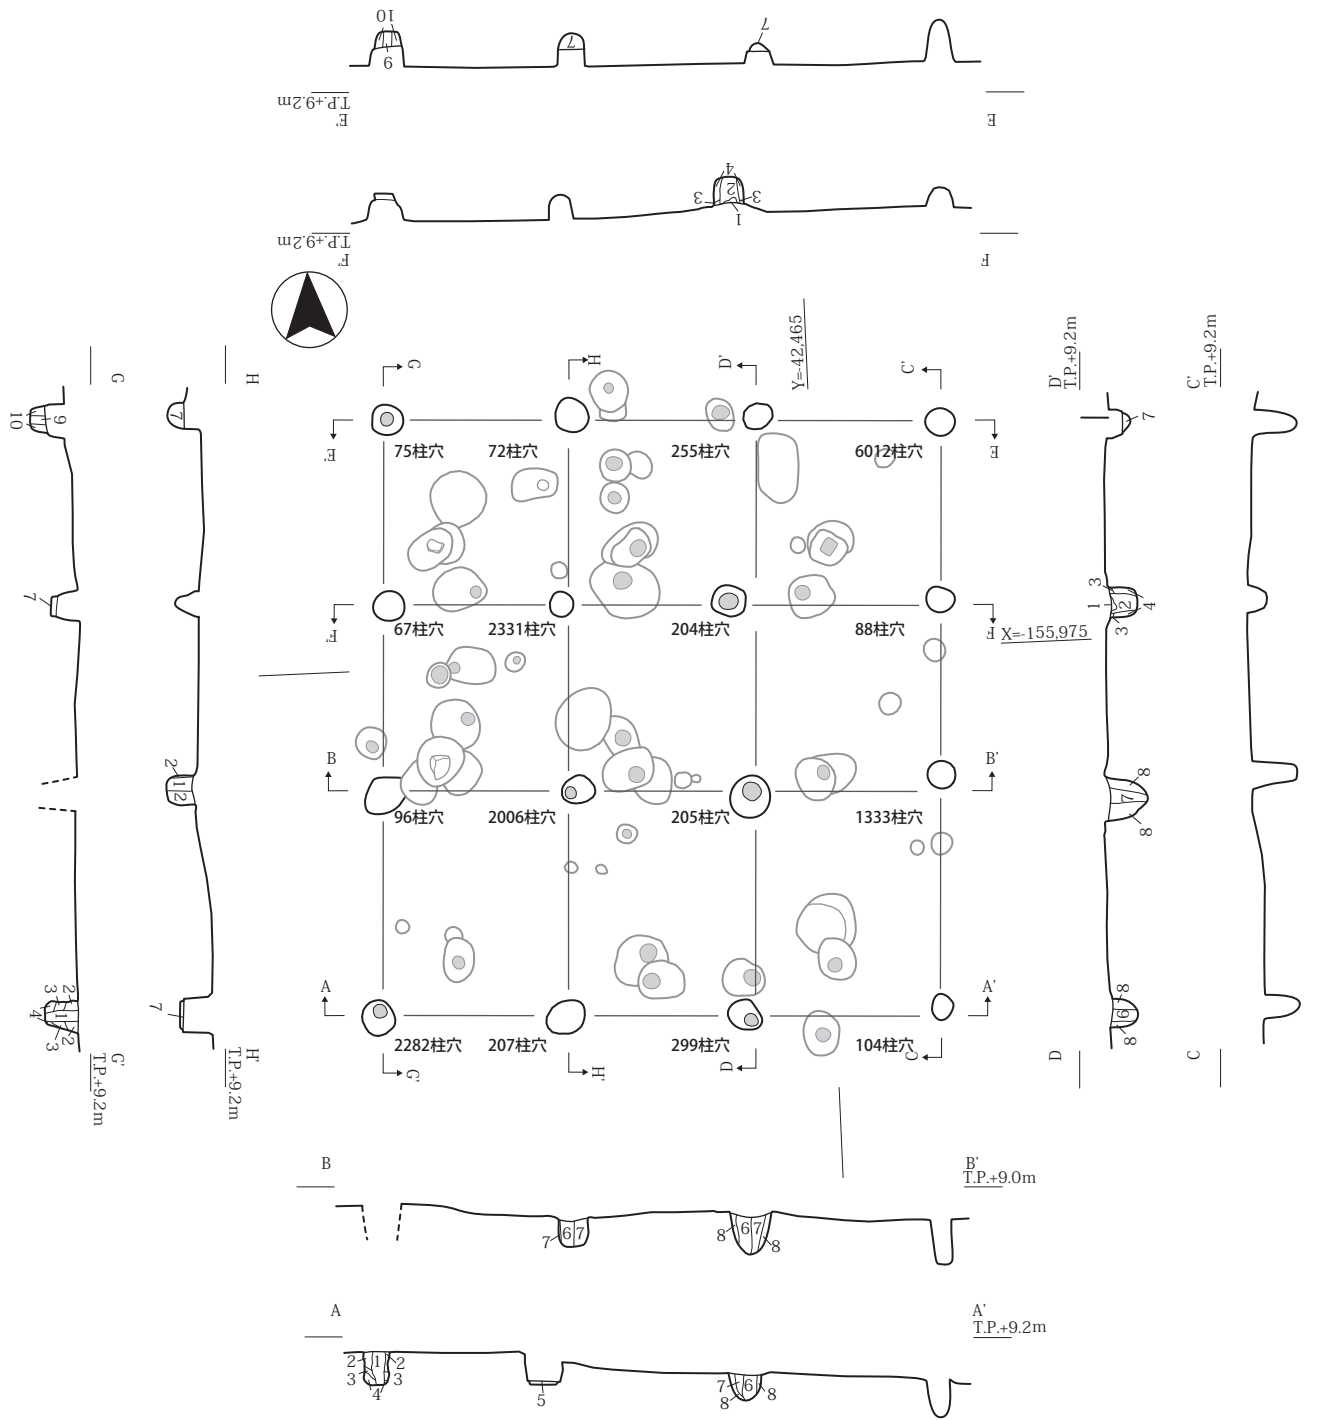 10
9
7
7
T.P.+9.2m
E'
E
4
3
2
3
1
T.P.+9.2m
F'
F
G
H
Y=-42,465
D'
T.P.+9.2m
C'
T.P.+9.2m
G
H
D'
C'
10
9
7
7
E'
E
75柱穴
72柱穴
255柱穴
6012柱穴
7
3
1
2
4
3
F'
F
X=-155,975
67柱穴
2331柱穴
204柱穴
88柱穴
B
B'
2
1
2
8
7
8
96柱穴
2006柱穴
205柱穴
1333柱穴
A
A'
3
2
4
1
3
2
7
8
6
8
2282柱穴
207柱穴
299柱穴
104柱穴
G'
H'
D
C
G'
T.P.+9.2m
H'
T.P.+9.2m
D
C
B
B'
T.P.+9.0m
7
6
7
8
6
7
8
A
A'
T.P.+9.2m
2
1
2
3
3
4
5
7
6
8
8